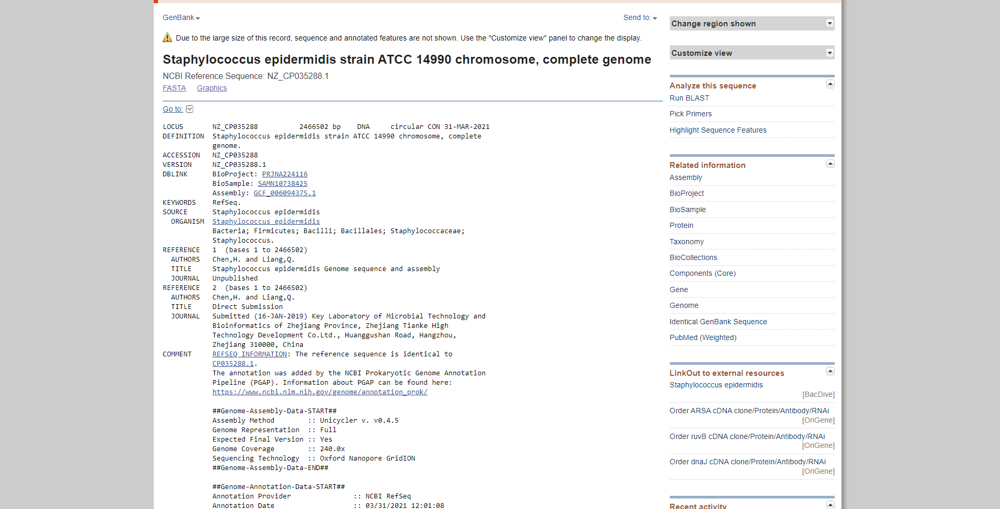 GenBank
Send to:
Due to the large size of this record, sequence and annotated features are not shown. Use the "Customize view" panel to change the display.
Staphylococcus epidermidis strain ATCC 14990 chromosome, complete genome
NCBI Reference Sequence: NZ_CP035288.1
FASTA Graphics
Go to:
LOCUS NZ_CP035288 2466502 bp DNA circular CON 31-MAR-2021
DEFINITION Staphylococcus epidermidis strain ATCC 14990 chromosome, complete
genome.
ACCESSION NZ_CP035288
VERSION NZ_CP035288.1
DBLINK BioProject: PRJNA224116
BioSample: SAMN10738425
Assembly: GCF_006094375.1
KEYWORDS RefSeq.
SOURCE Staphylococcus epidermidis
ORGANISM Staphylococcus epidermidis
Bacteria; Firmicutes; Bacilli; Bacillales; Staphylococcaceae;
Staphylococcus.
REFERENCE 1 (bases 1 to 2466502)
AUTHORS Chen,H. and Liang,Q.
TITLE Staphylococcus epidermidis Genome sequence and assembly
JOURNAL Unpublished
REFERENCE 2 (bases 1 to 2466502)
AUTHORS Chen,H. and Liang,Q.
TITLE Direct Submission
JOURNAL Submitted (16-JAN-2019) Key Laboratory of Microbial Technology and
Bioinformatics of Zhejiang Province, Zhejiang Tianke High
Technology Development Co.Ltd., Huanggushan Road, Hangzhou,
Zhejiang 310000, China
COMMENT REFSEQ INFORMATION: The reference sequence is identical to
CP035288.1.
The annotation was added by the NCBI Prokaryotic Genome Annotation
Pipeline (PGAP). Information about PGAP can be found here:
https://www.ncbi.nlm.nih.gov/genome/annotation_prok/
##Genome-Assembly-Data-START##
Assembly Method :: Unicycler v. v0.4.5
Genome Representation :: Full
Expected Final Version :: Yes
Genome Coverage :: 240.0x
Sequencing Technology :: Oxford Nanopore GridION
##Genome-Assembly-Data-END##
##Genome-Annotation-Data-START##
Annotation Provider :: NCBI RefSeq
Annotation Date :: 03/31/2021 12:01:08
Change region shown
Customize view
Analyze this sequence
Run BLAST
Pick Primers
Highlight Sequence Features
Related information
Assembly
BioProject
BioSample
Protein
Taxonomy
BioCollections
Components (Core)
Gene
Genome
Identical GenBank Sequence
PubMed (Weighted)
LinkOut to external resources
Staphylococcus epidermidis
[BacDive]
Order ARSA cDNA clone/Protein/Antibody/RNAi
[OriGene]
Order ruvB cDNA clone/Protein/Antibody/RNAi
[OriGene]
Order dnaJ cDNA clone/Protein/Antibody/RNAi
[OriGene]
Recent activity